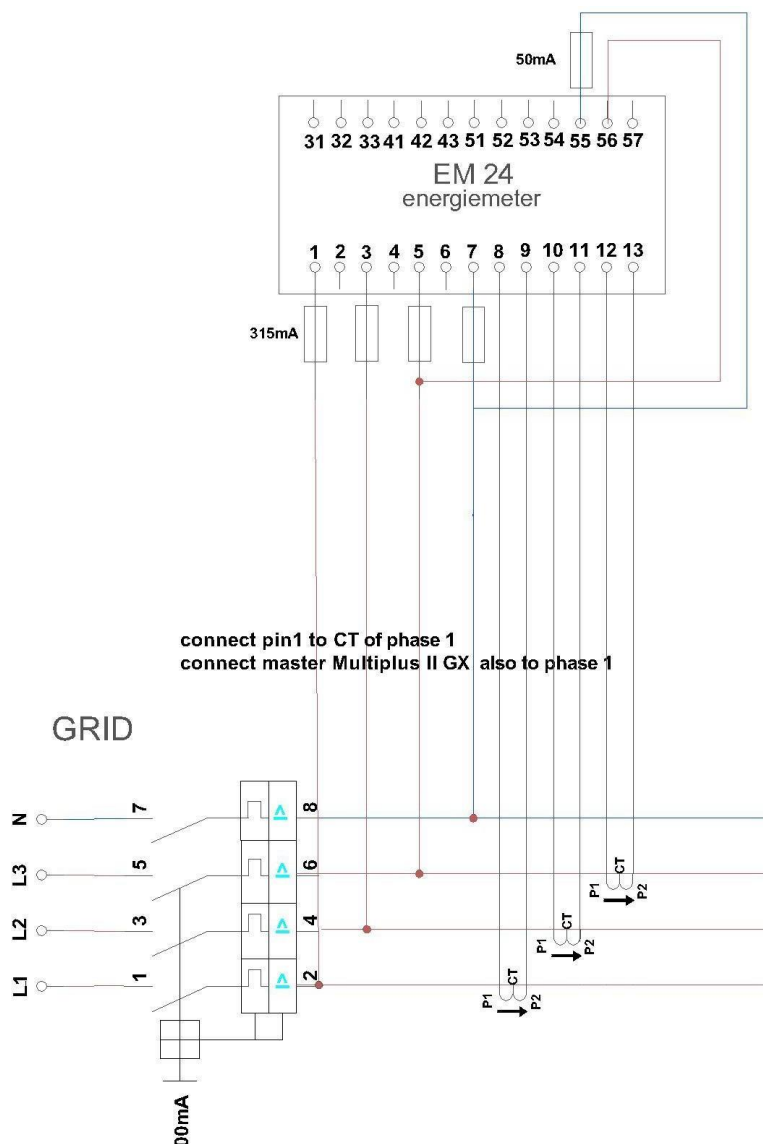 50mA
31 32 33 41 42 43 51 52 53 54 55 56 57
EM 24
energiemeter
1 2 3 4 5 6 7 8 9 10 11 12 13
315mA
connect pin1 to CT of phase 1
connect master Multiplus II GX also to phase 1
GRID
N 7 8
L3 5 6
P1 CT P2
L2 3 4
P1 CT P2
L1 1 2
P1 CT P2
00mA